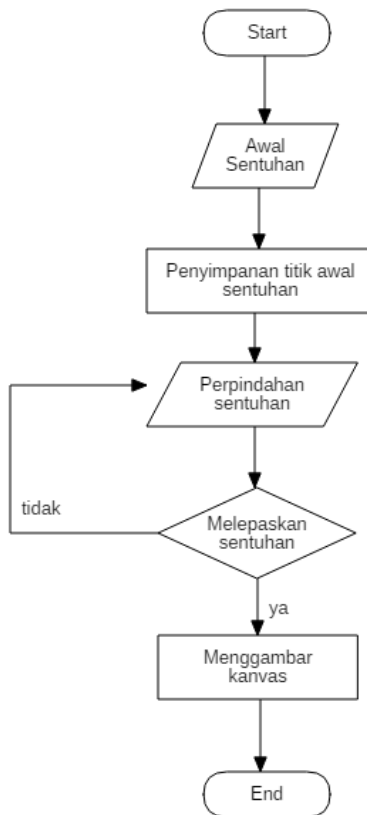 Start
Awal
Sentuhan
Penyimpanan titik awal
sentuhan
Perpindahan
sentuhan
tidak
Melepaskan
sentuhan
ya
Menggambar
kanvas
End